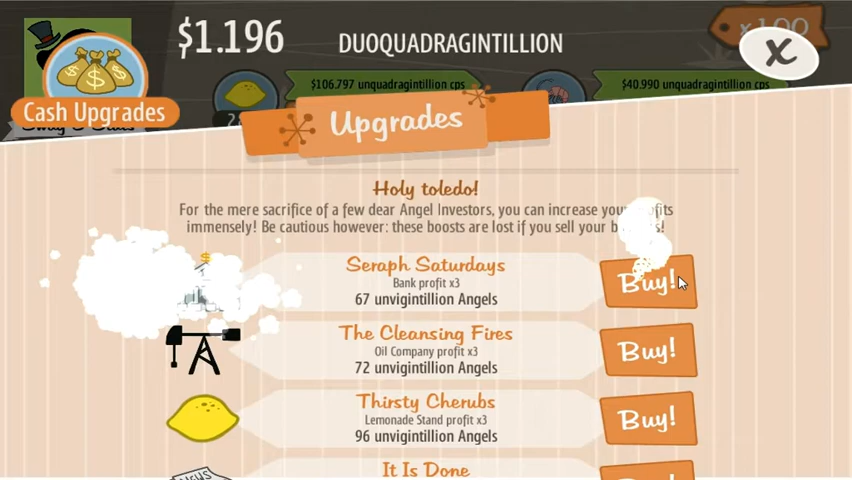 $1.196 DUOQUADRAGINTILLION
x100
$106.797 unquadragintillion cps
$40.990 unquadragintillion cps
X
Cash Upgrades
Upgrades
Holy toledo!
For the mere sacrifice of a few dear Angel Investors, you can increase your profits
immensely! Be cautious however: these boosts are lost if you sell your
Seraph Saturdays
Bank profit x3
67 unvigintillion Angels
Buy!
The Cleansing Fires
Oil Company profit x3
72 unvigintillion Angels
Buy!
Thirsty Cherubs
Lemonade Stand profit x3
96 unvigintillion Angels
Buy!
It Is Done